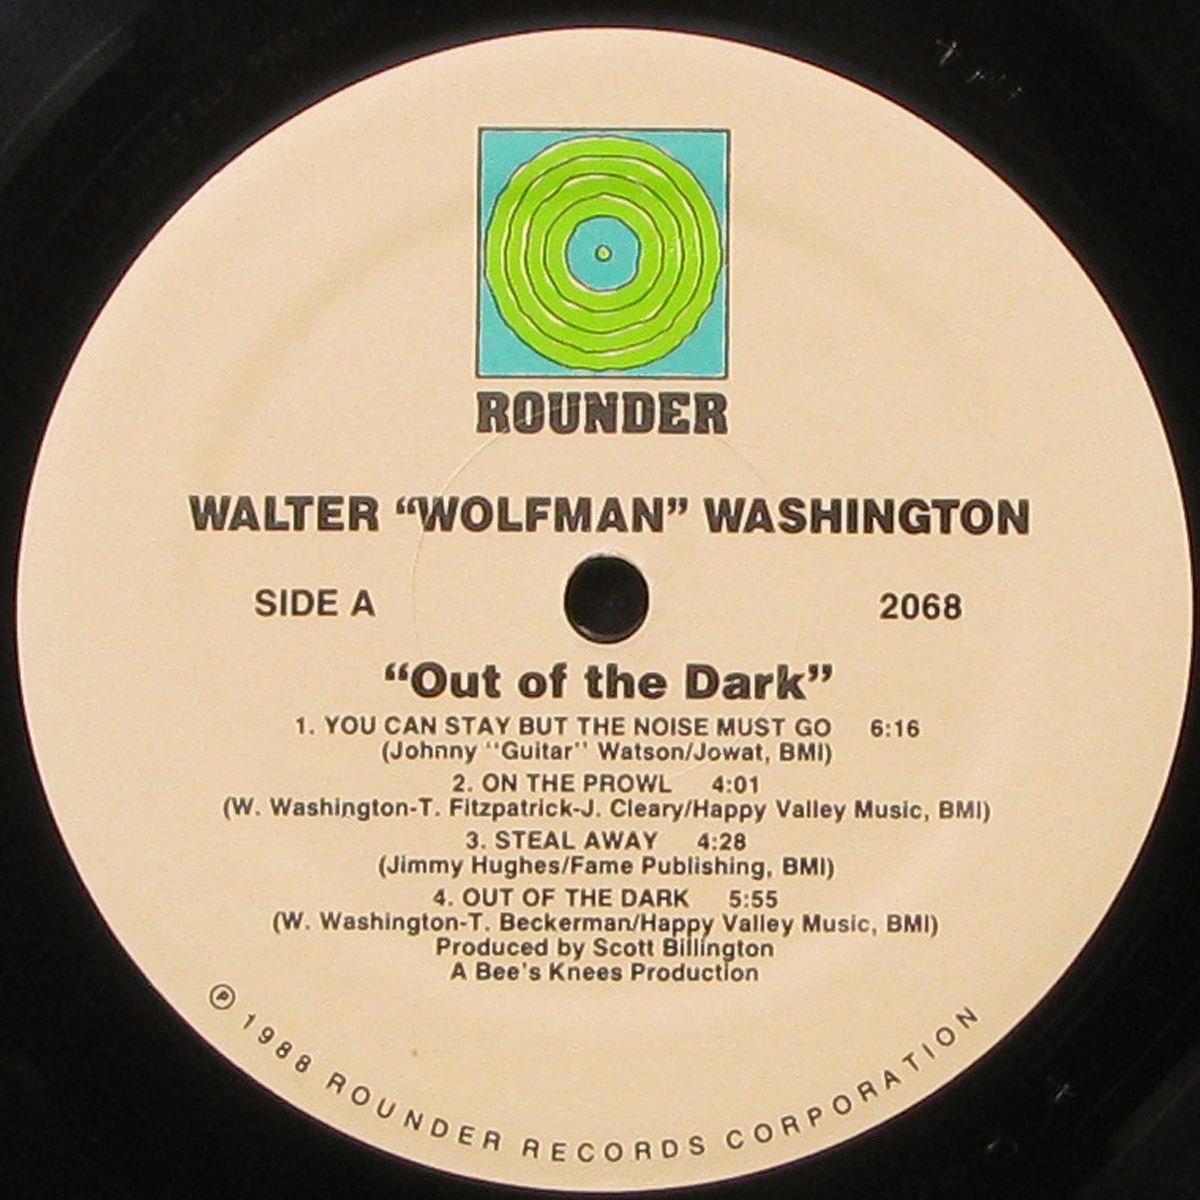 ROUNDER
WALTER “WOLFMAN” WASHINGTON
SIDE A 2068
“Out of the Dark”
1. YOU CAN STAY BUT THE NOISE MUST GO 6:16
(Johnny "Guitar" Watson/Jowat, BMI)
2. ON THE PROWL 4:01
(W. Washington-T. Fitzpatrick-J. Cleary/Happy Valley Music, BMI)
3. STEAL AWAY 4:28
(Jimmy Hughes/Fame Publishing, BMI)
4. OUT OF THE DARK 5:55
(W. Washington-T. Beckerman/Happy Valley Music, BMI)
Produced by Scott Billington
A Bee's Knees Production
℗ 1988 ROUNDER RECORDS CORPORATION